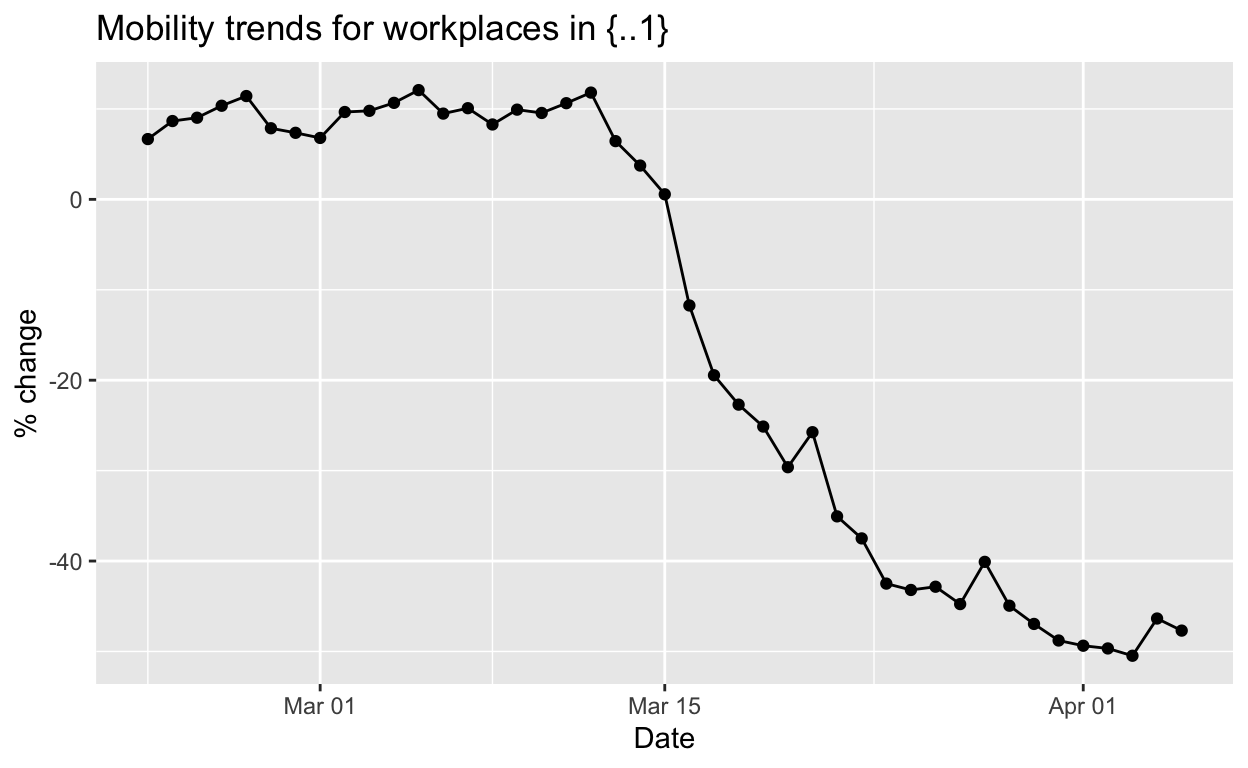 Mobility trends for workplaces in {..1}
0
-20
-40
% change
Mar 01
Mar 15
Apr 01
Date